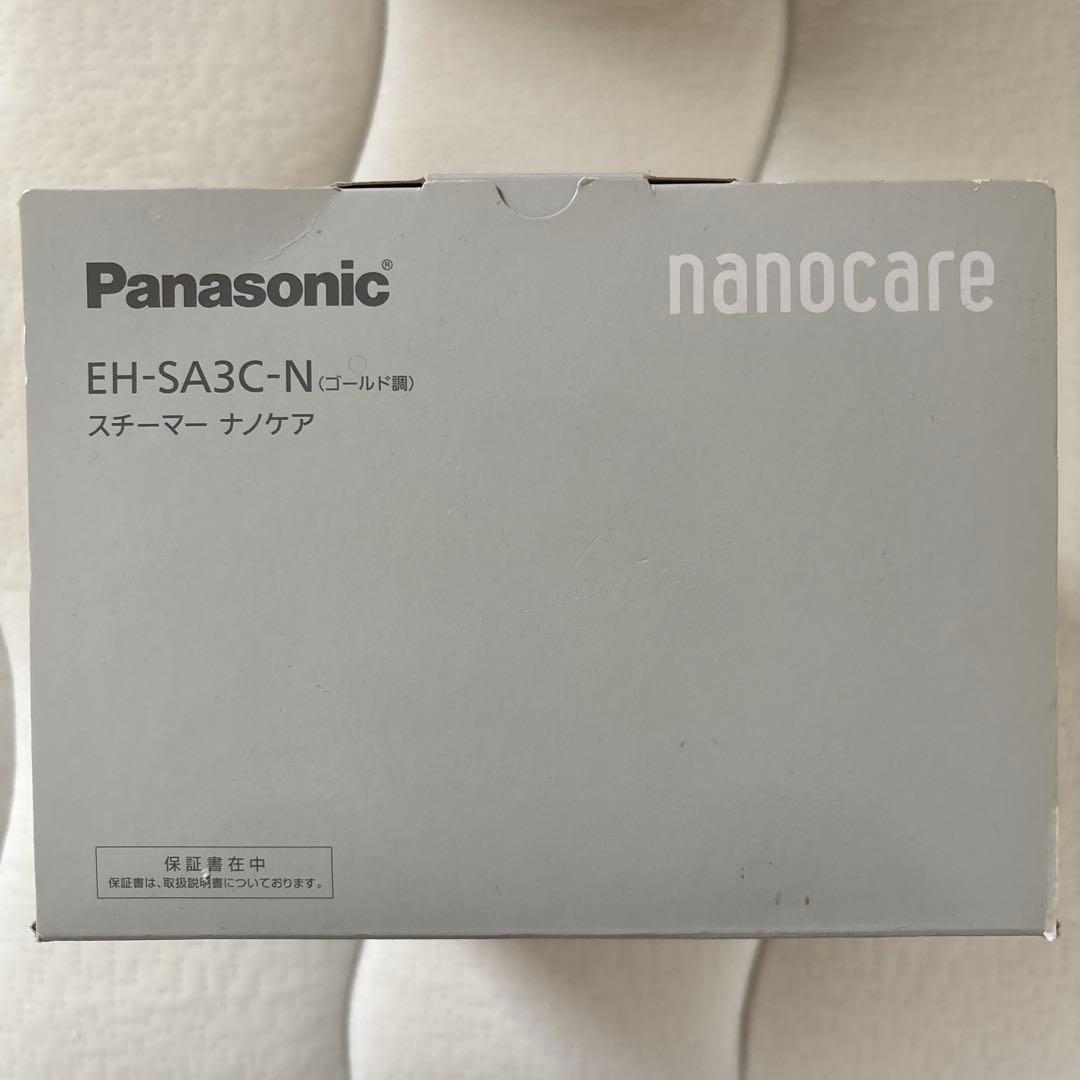 Panasonic®
nanocare
EH-SA3C-N(ゴールド調)
スチーマー ナノケア
保証書在中
保証書は、取扱説明書についております。